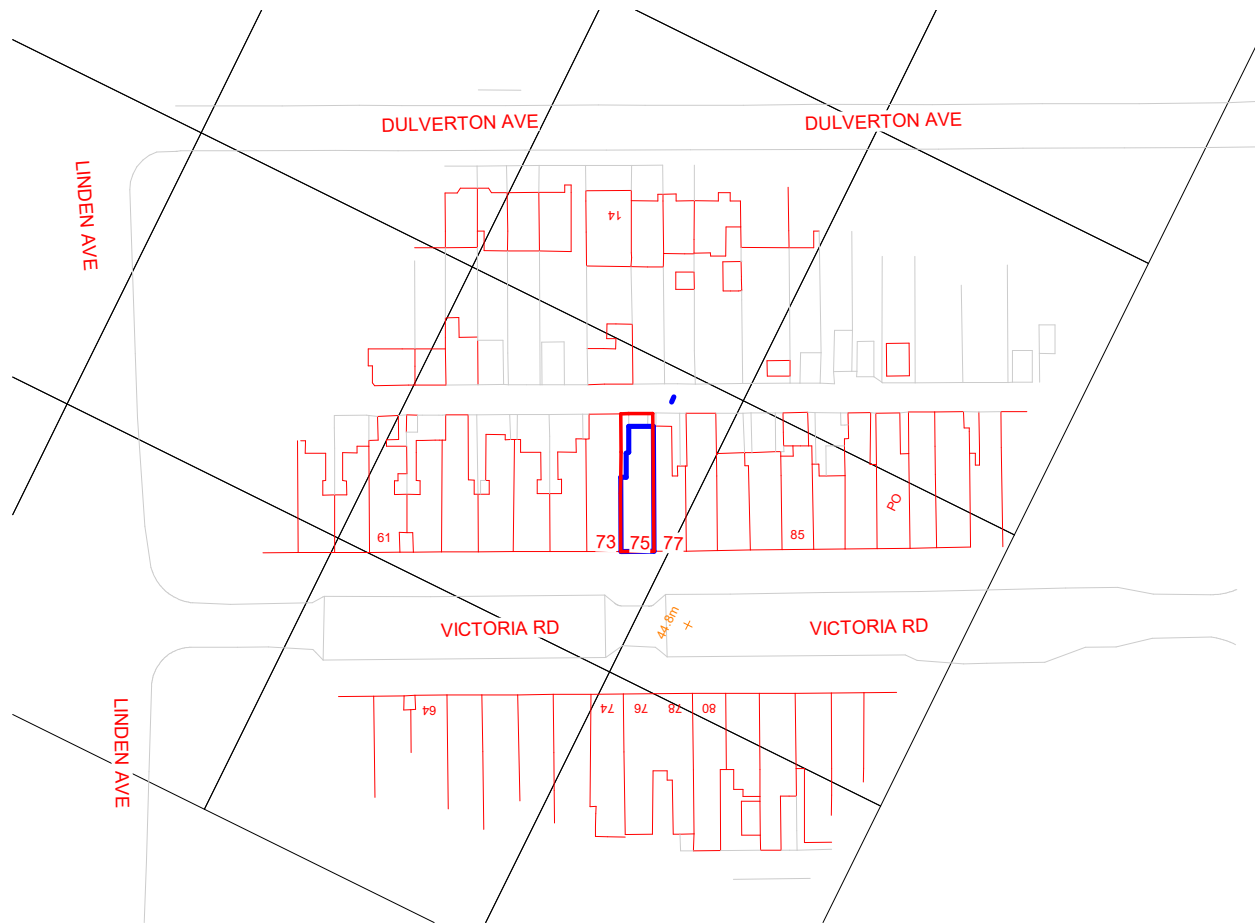 DULVERTON AVE
DULVERTON AVE
LINDEN AVE
14
PO
61
73
75
77
85
44.8m
VICTORIA RD
VICTORIA RD
LINDEN AVE
64
74
76
78
80